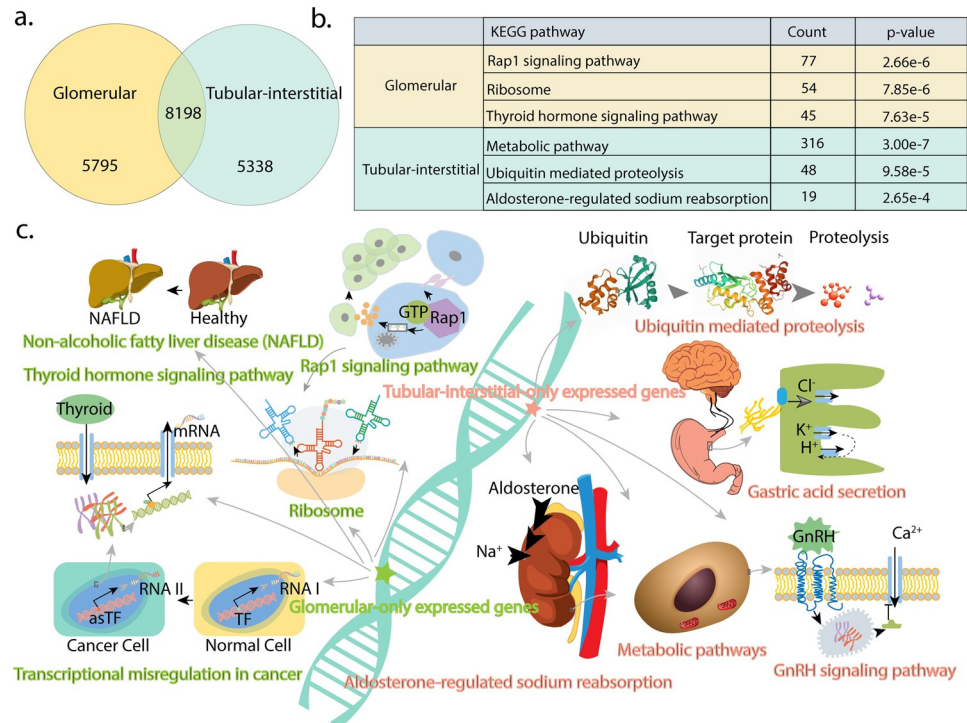 a.
Glomerular
Tubular-interstitial
8198
5795
5338
b.
KEGG pathway Count p-value
Glomerular
Rap1 signaling pathway 77 2.66e-6
Ribosome 54 7.85e-6
Thyroid hormone signaling pathway 45 7.63e-5
Tubular-interstitial
Metabolic pathway 316 3.00e-7
Ubiquitin mediated proteolysis 48 9.58e-5
Aldosterone-regulated sodium reabsorption 19 2.65e-4
c.
NAFLD Healthy
Non-alcoholic fatty liver disease (NAFLD)
GTP
Rap1
Rap1 signaling pathway
Ubiquitin Target protein Proteolysis
Ubiquitin mediated proteolysis
Thyroid hormone signaling pathway
Thyroid
mRNA
Ribosome
Tubular-interstitial-only expressed genes
Cl-
K+
H+
Gastric acid secretion
Aldosterone
Na+
Aldosterone-regulated sodium reabsorption
Metabolic pathways
GnRH
Ca2+
GnRH signaling pathway
Glomerular-only expressed genes
RNA II
asTF
Cancer Cell
RNA I
TF
Normal Cell
Transcriptional misregulation in cancer